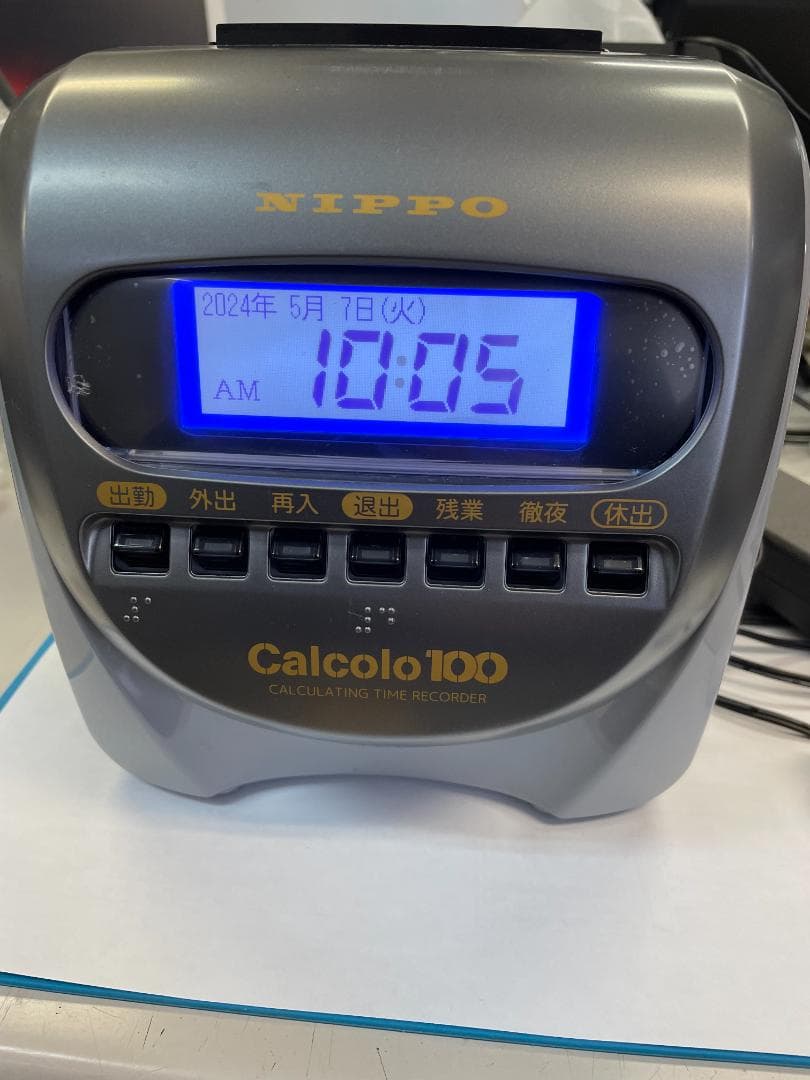 NIPPO
2024年 5月 7日(火)
AM 10:05
出勤 外出 再入 退出 残業 徹夜 休出
Calcolo100
CALCULATING TIME RECORDER